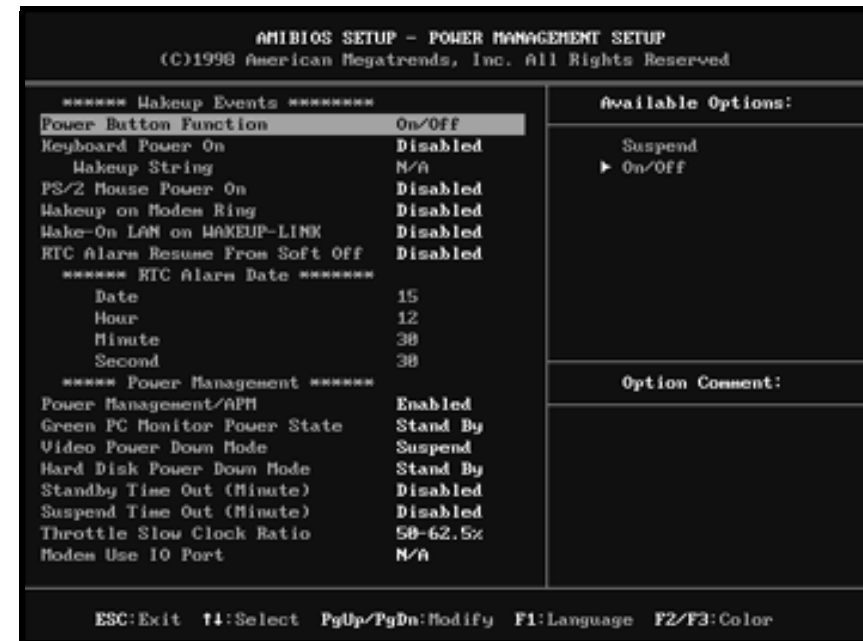 AMIBIOS SETUP - POWER MANAGEMENT SETUP
(C)1998 American Megatrends, Inc. All Rights Reserved
****** Wakeup Events ********
Power Button Function On/Off
Keyboard Power On Disabled
Wakeup String N/A
PS/2 Mouse Power On Disabled
Wakeup on Modem Ring Disabled
Wake-On LAN on WAKEUP-LINK Disabled
RTC Alarm Resume From Soft Off Disabled
****** RTC Alarm Date *******
Date 15
Hour 12
Minute 30
Second 30
***** Power Management ******
Power Management/APM Enabled
Green PC Monitor Power State Stand By
Video Power Down Mode Suspend
Hard Disk Power Down Mode Stand By
Standby Time Out (Minute) Disabled
Suspend Time Out (Minute) Disabled
Throttle Slow Clock Ratio 50-62.5%
Modem Use IO Port N/A
Available Options:
Suspend
► On/Off
Option Comment:
ESC:Exit ↑↓:Select PgUp/PgDn:Modify F1:Language F2/F3:Color